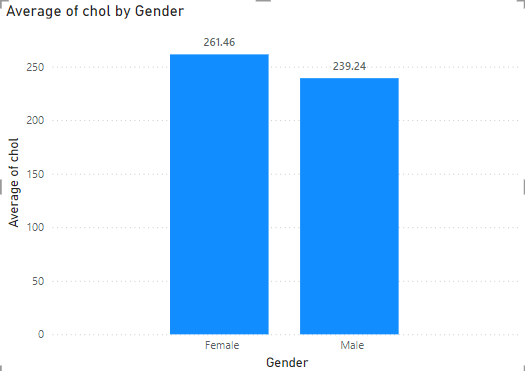 Average of chol by Gender
261.46
239.24
250
200
150
100
50
0
Average of chol
Female
Male
Gender